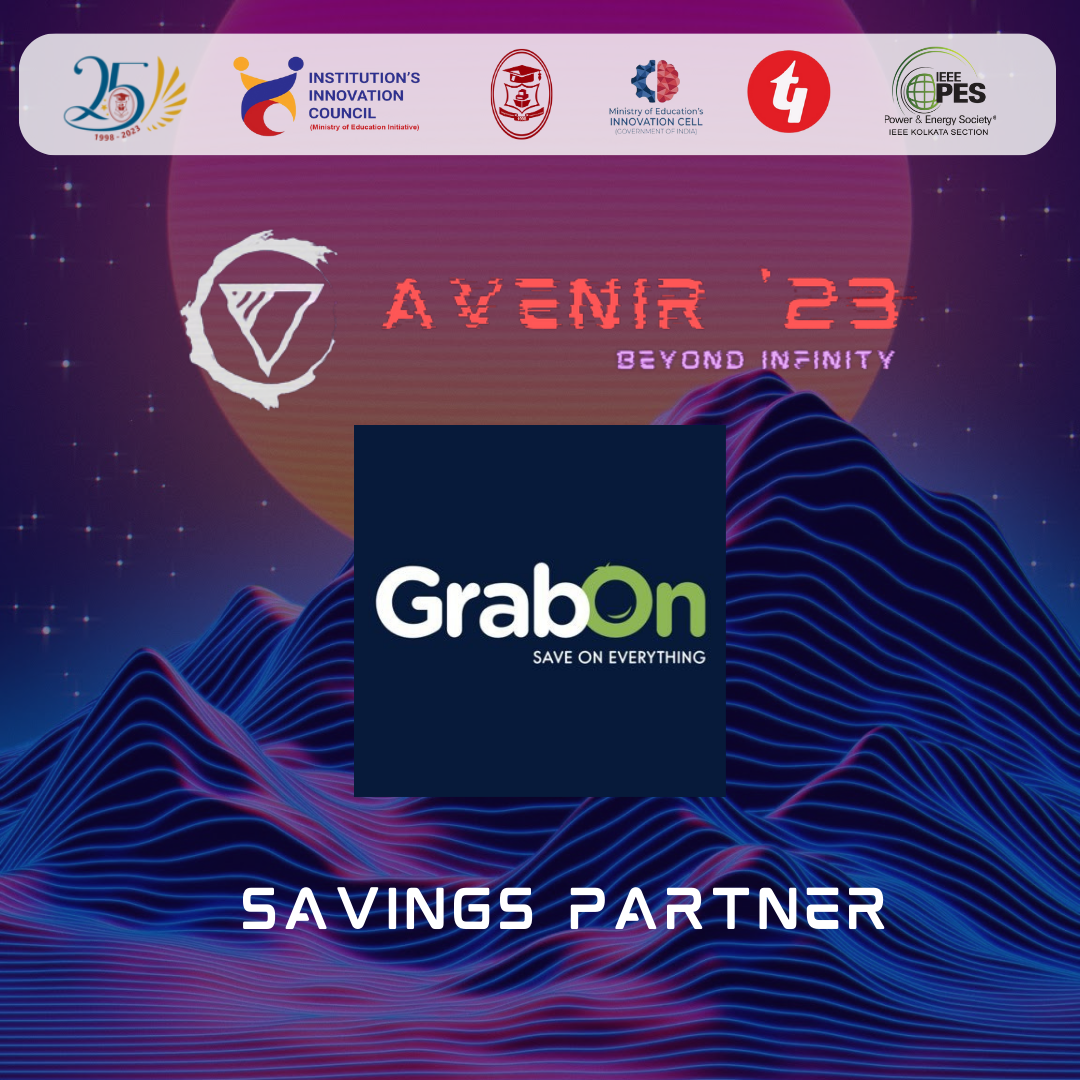 25
1998 - 2023
INSTITUTION'S
INNOVATION
COUNCIL
(Ministry of Education Initiative)
Ministry of Education's
INNOVATION CELL
(GOVERNMENT OF INDIA)
IEEE
PES
Power & Energy Society®
IEEE KOLKATA SECTION
AVENIR '23
BEYOND INFINITY
GrabOn
SAVE ON EVERYTHING
SAVINGS PARTNER